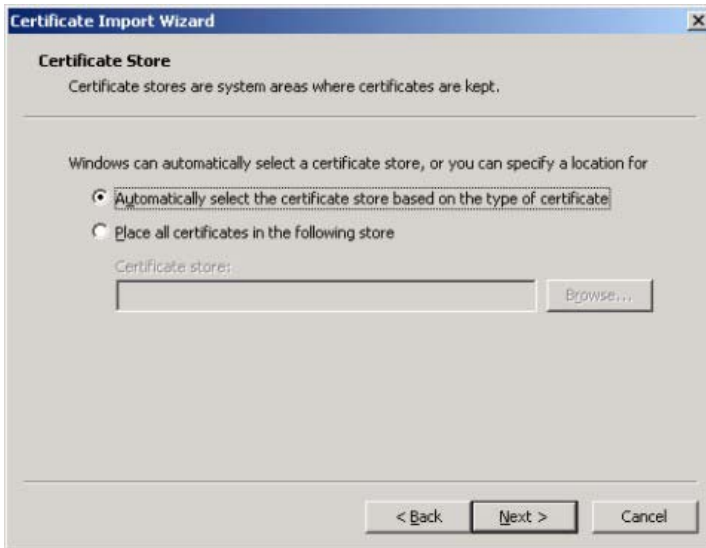 Certificate Import Wizard
Certificate Store
Certificate stores are system areas where certificates are kept.
Windows can automatically select a certificate store, or you can specify a location for
Automatically select the certificate store based on the type of certificate
Place all certificates in the following store
Certificate store:
Browse...
< Back
Next >
Cancel